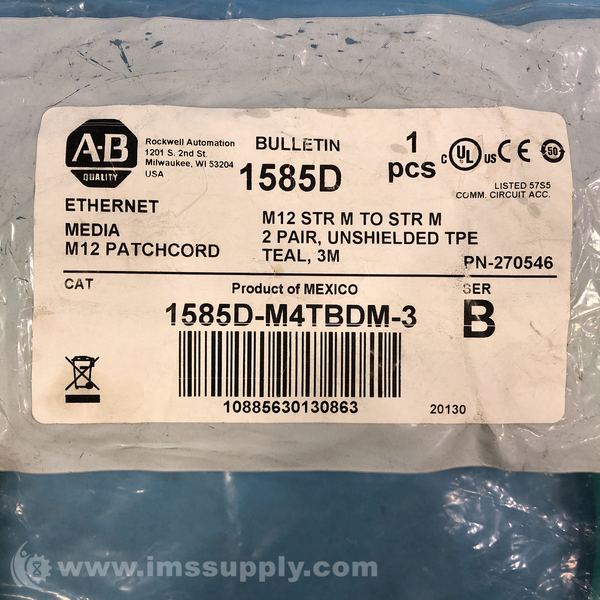 A-B
QUALITY
Rockwell Automation
1201 S. 2nd St.
Milwaukee, WI 53204
USA
BULLETIN
1585D
1
pcs
c UL US CE 50
LISTED 57S5
COMM. CIRCUIT ACC.
ETHERNET
MEDIA
M12 PATCHCORD
M12 STR M TO STR M
2 PAIR, UNSHIELDED TPE
TEAL, 3M
PN-270546
CAT
Product of MEXICO
SER
1585D-M4TBDM-3
B
10885630130863
20130
www.imssupply.com